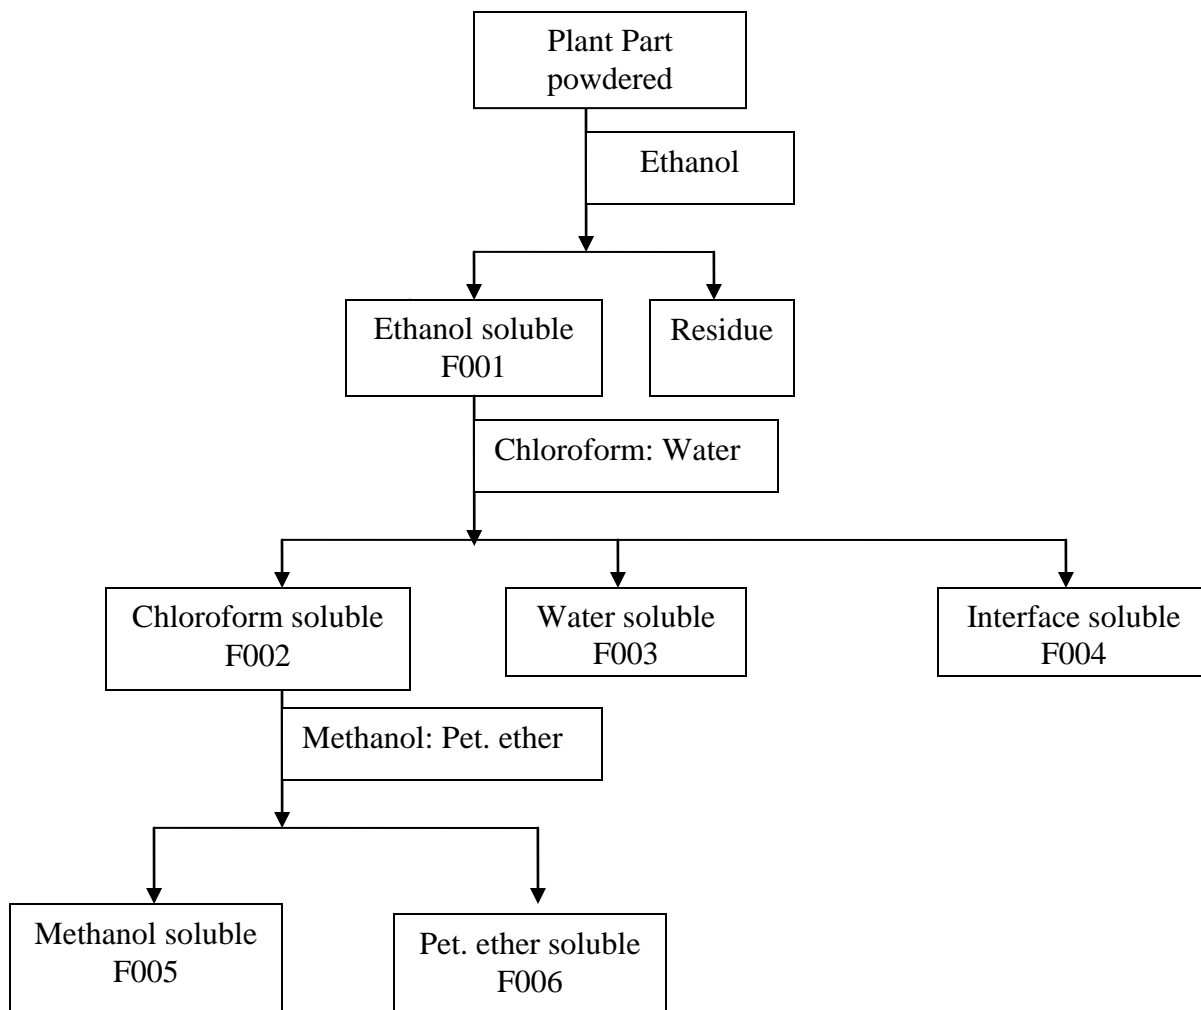 Plant Part
powdered
Ethanol
Ethanol soluble
F001
Residue
Chloroform: Water
Chloroform soluble
F002
Water soluble
F003
Interface soluble
F004
Methanol: Pet. ether
Methanol soluble
F005
Pet. ether soluble
F006